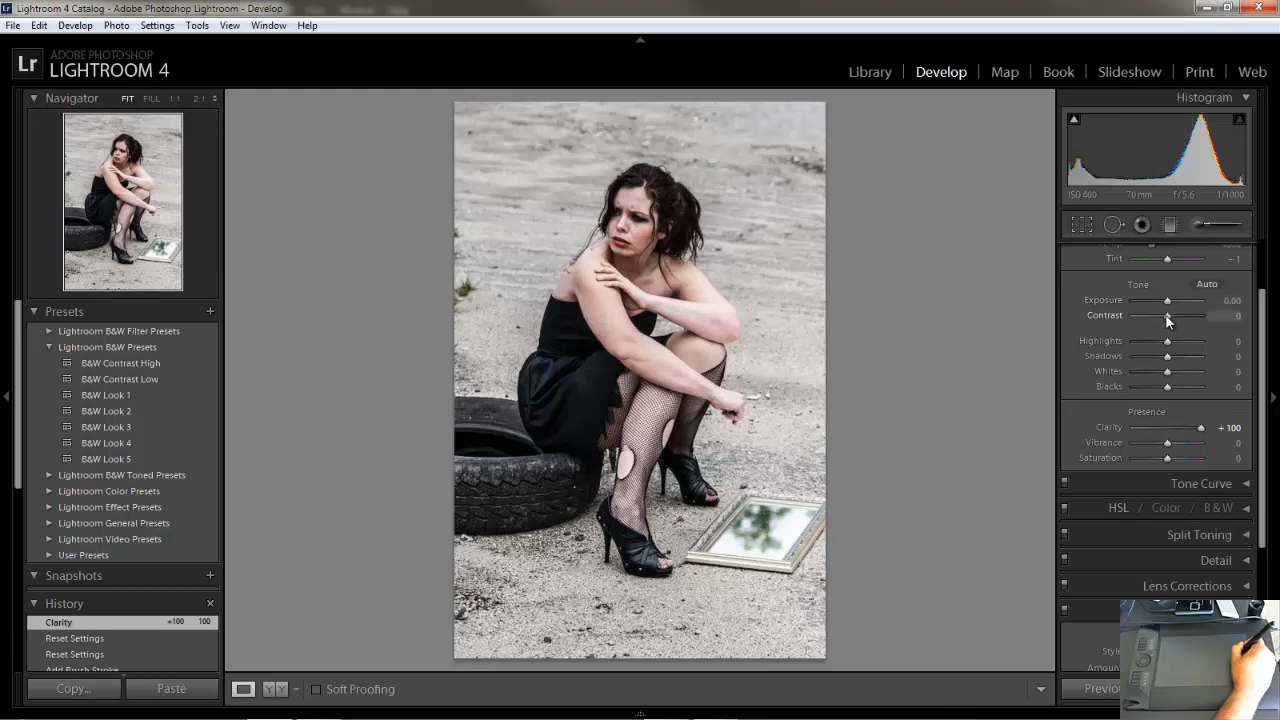 Lightroom 4 Catalog - Adobe Photoshop Lightroom - Develop
File Edit Develop Photo Settings Tools View Window Help
Lr ADOBE PHOTOSHOP
LIGHTROOM 4
Library Develop Map Book Slideshow Print Web
Navigator FIT FILL 1:1 2:1
Histogram
ISO 400 70 mm f/5,6 1/1000
Tint - 1
Tone Auto
Exposure 0.00
Contrast 0
Highlights 0
Shadows 0
Whites 0
Blacks 0
Presence
Clarity + 100
Vibrance 0
Saturation 0
Tone Curve
HSL / Color / B & W
Split Toning
Detail
Lens Corrections
Presets +
Lightroom B&W Filter Presets
Lightroom B&W Presets
B&W Contrast High
B&W Contrast Low
B&W Look 1
B&W Look 2
B&W Look 3
B&W Look 4
B&W Look 5
Lightroom B&W Toned Presets
Lightroom Color Presets
Lightroom Effect Presets
Lightroom General Presets
Lightroom Video Presets
User Presets
Snapshots +
History
Clarity +100 100
Reset Settings
Reset Settings
Add Brush Stroke
Copy... Paste
Y Y Soft Proofing
Style
Amount
Previo